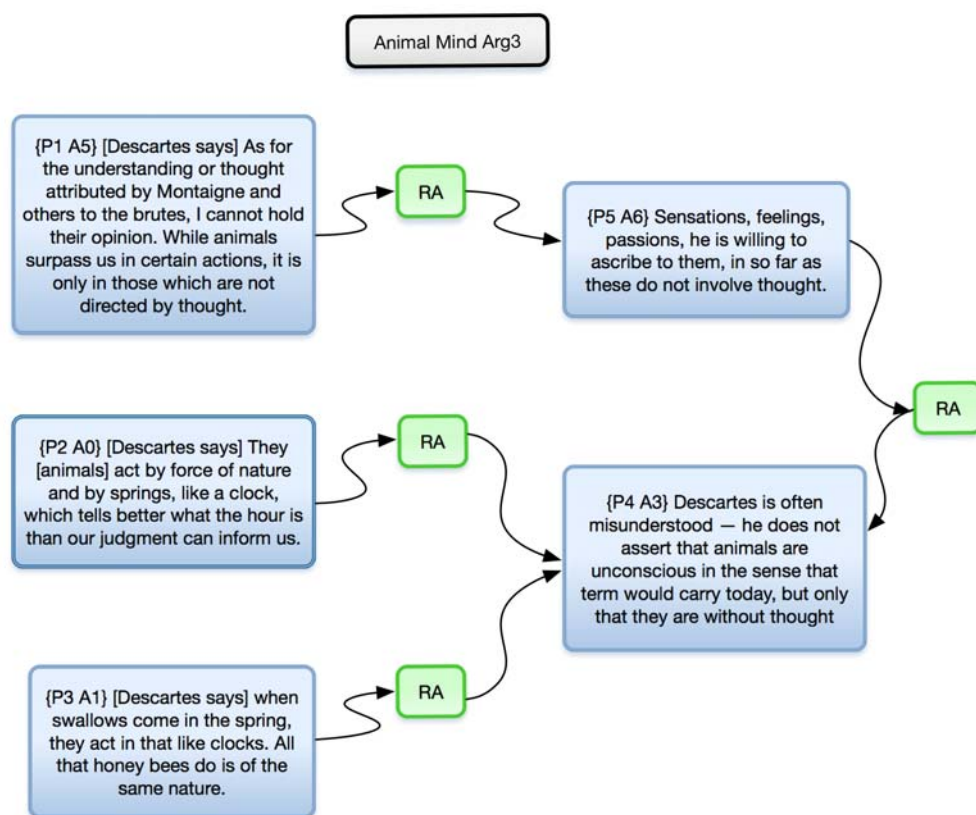 Animal Mind Arg3
{P1 A5} [Descartes says] As for
the understanding or thought
attributed by Montaigne and
others to the brutes, I cannot hold
their opinion. While animals
surpass us in certain actions, it is
only in those which are not
directed by thought.
RA
{P5 A6} Sensations, feelings,
passions, he is willing to
ascribe to them, in so far as
these do not involve thought.
RA
{P2 A0} [Descartes says] They
[animals] act by force of nature
and by springs, like a clock,
which tells better what the hour is
than our judgment can inform us.
RA
{P4 A3} Descartes is often
misunderstood — he does not
assert that animals are
unconscious in the sense that
term would carry today, but only
that they are without thought
{P3 A1} [Descartes says] when
swallows come in the spring,
they act in that like clocks. All
that honey bees do is of the
same nature.
RA